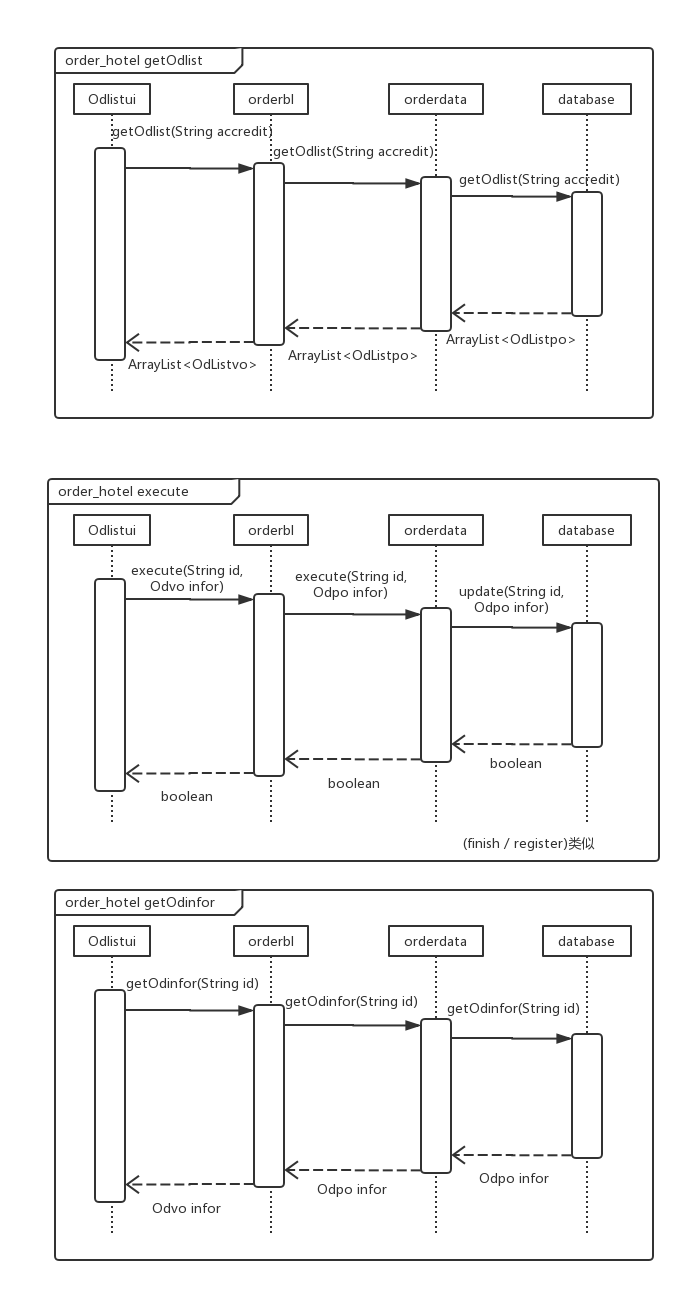 order_hotel getOdlist
Odlistui
orderbl
orderdata
database
getOdlist(String accredit)
getOdlist(String accredit)
getOdlist(String accredit)
ArrayList<OdListpo>
ArrayList<OdListpo>
ArrayList<OdListvo>
order_hotel execute
Odlistui
orderbl
orderdata
database
execute(String id,
Odvo infor)
execute(String id,
Odpo infor)
update(String id,
Odpo infor)
boolean
boolean
boolean
(finish / register)类似
order_hotel getOdinfor
Odlistui
orderbl
orderdata
database
getOdinfor(String id)
getOdinfor(String id)
getOdinfor(String id)
Odpo infor
Odpo infor
Odvo infor